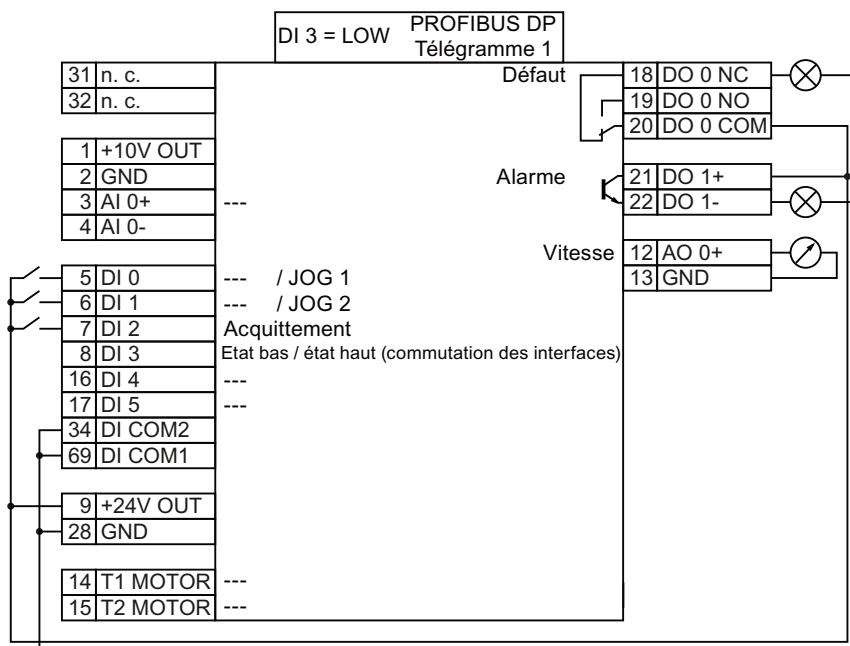 DI 3 = LOW PROFIBUS DP
Télégramme 1
31 n. c.
32 n. c.
1 +10V OUT
2 GND
3 AI 0+ ---
4 AI 0-
5 DI 0 --- / JOG 1
6 DI 1 --- / JOG 2
7 DI 2 Acquittement
8 DI 3 Etat bas / état haut (commutation des interfaces)
16 DI 4 ---
17 DI 5 ---
34 DI COM2
69 DI COM1
9 +24V OUT
28 GND
14 T1 MOTOR ---
15 T2 MOTOR ---
Défaut 18 DO 0 NC
19 DO 0 NO
20 DO 0 COM
Alarme 21 DO 1+
22 DO 1-
Vitesse 12 AO 0+
13 GND